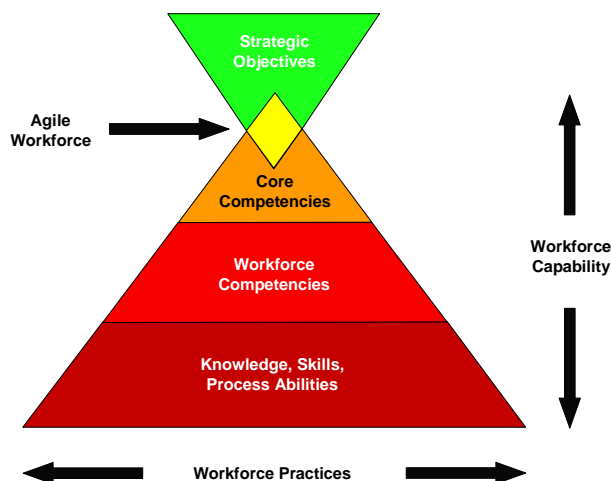 Strategic
Objectives
Agile
Workforce
Core
Competencies
Workforce
Competencies
Workforce
Capability
Knowledge, Skills,
Process Abilities
Workforce Practices